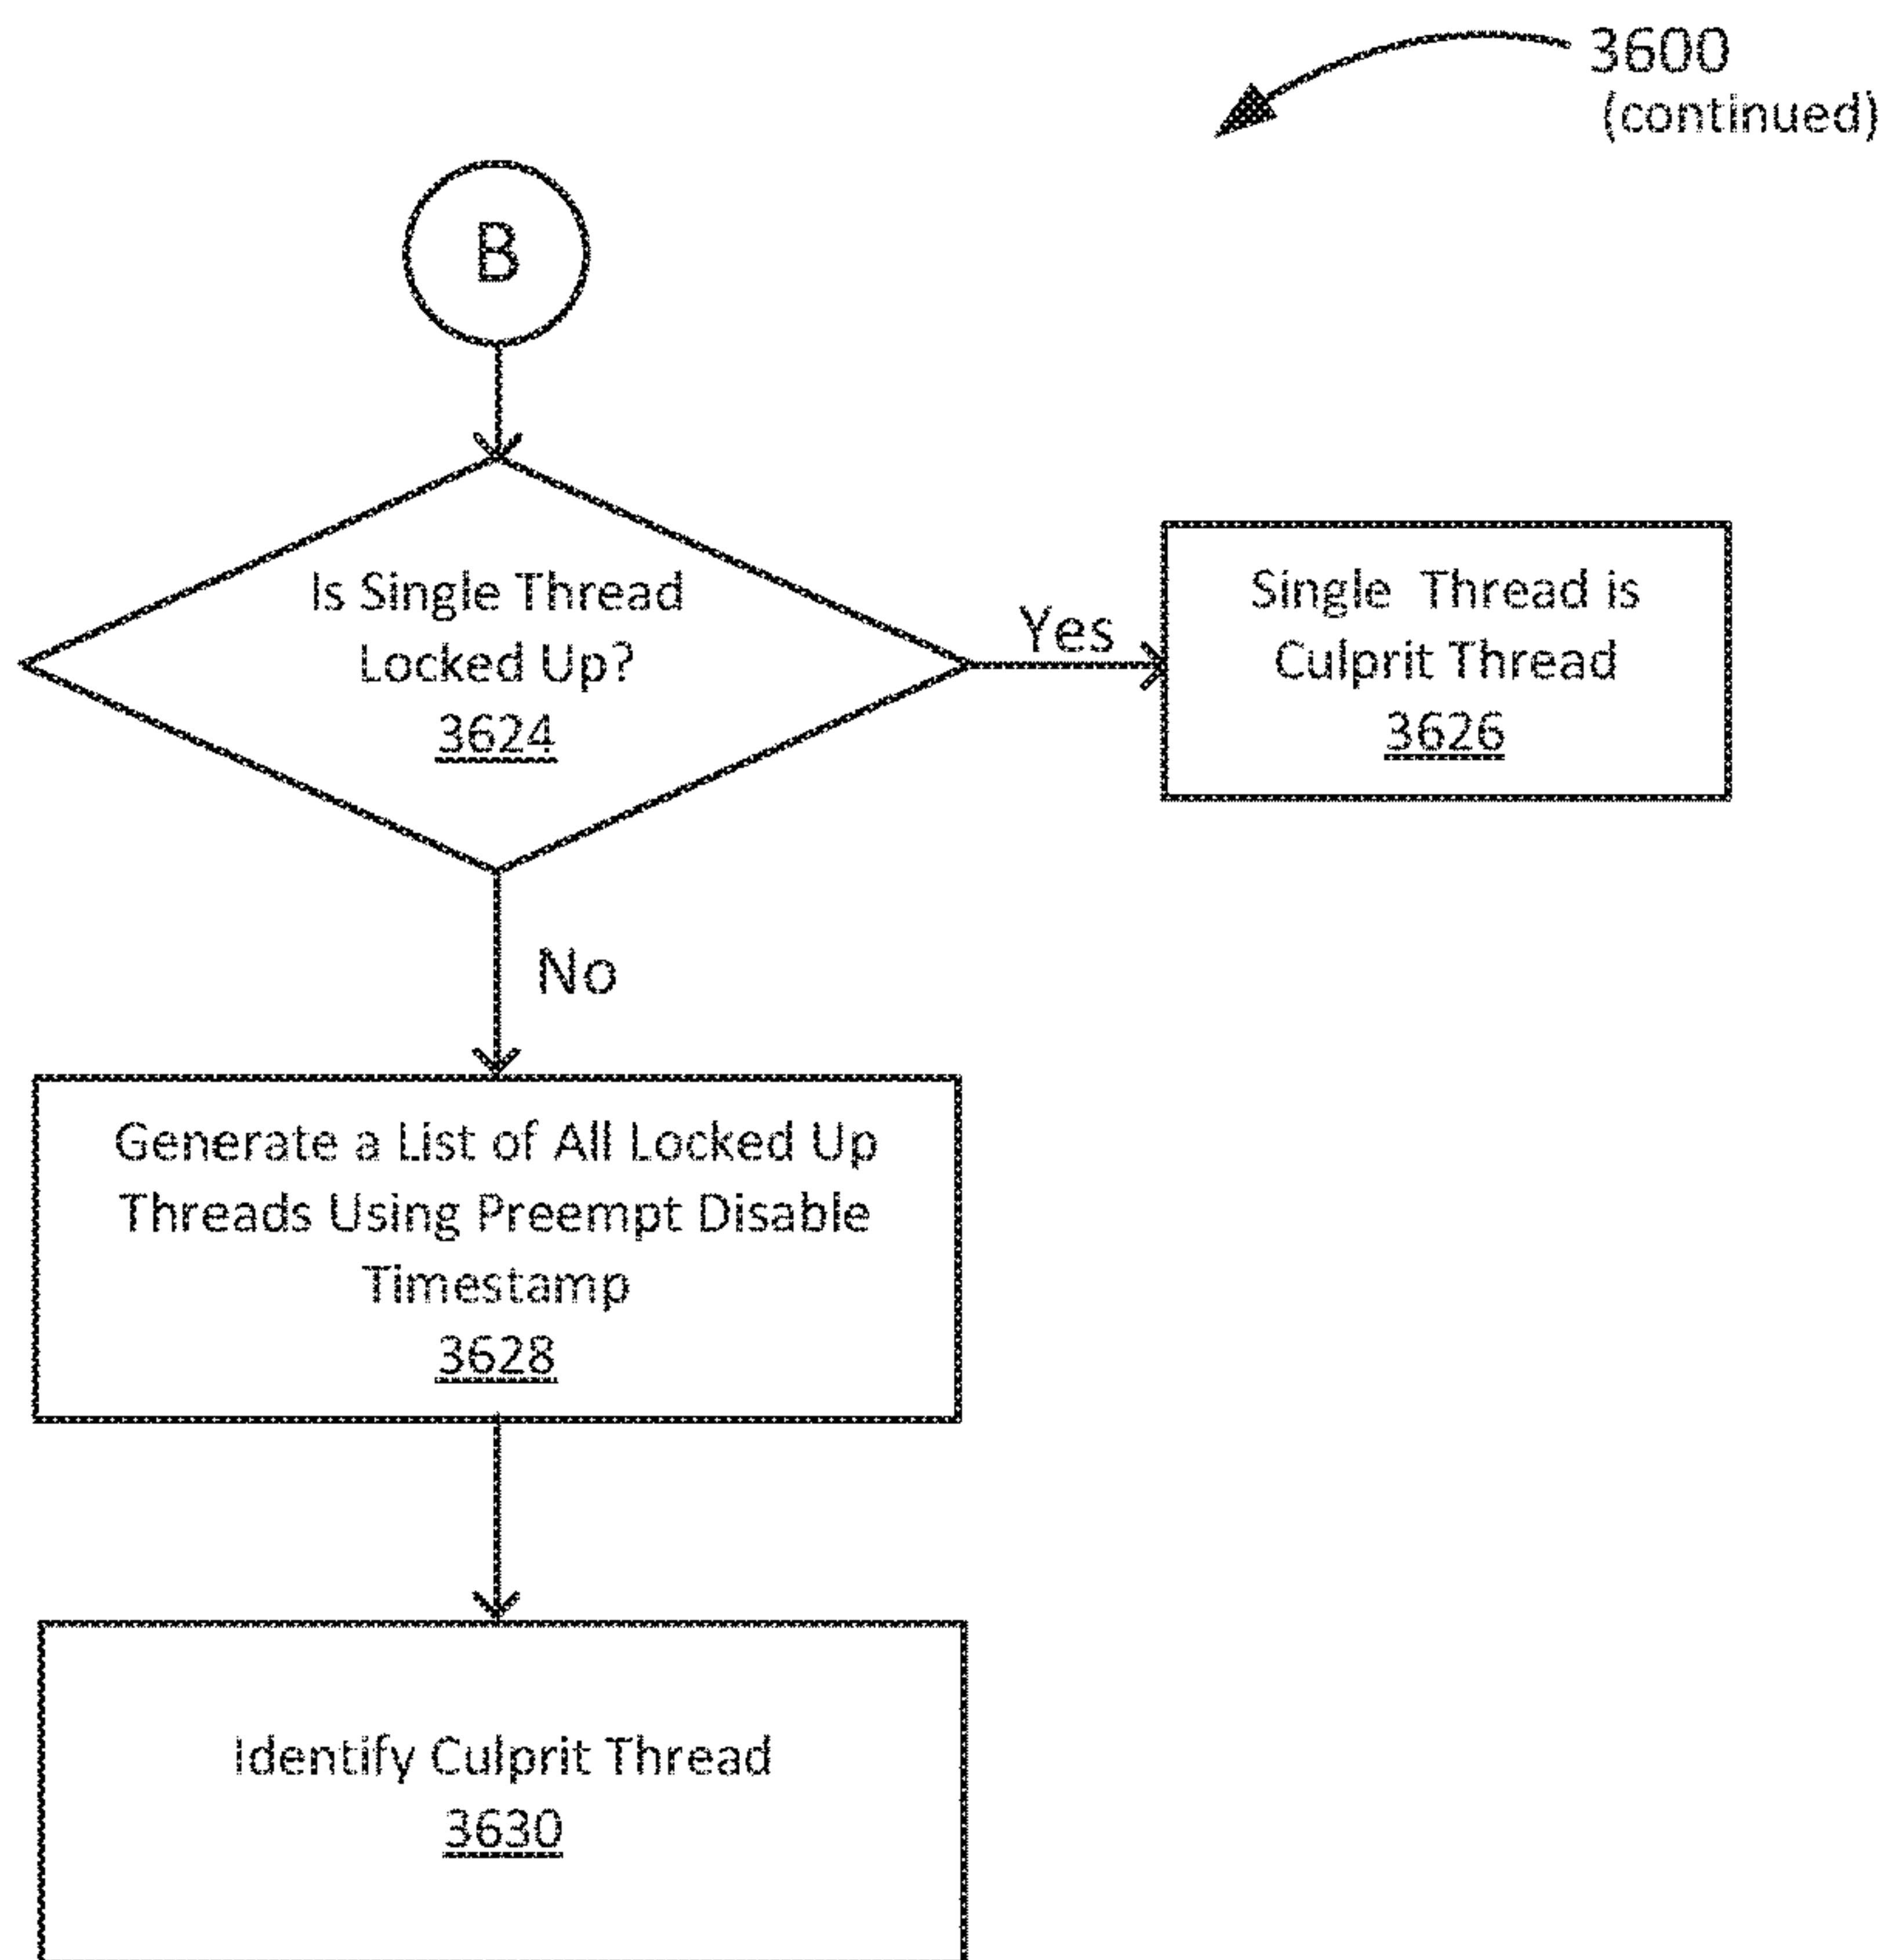 3600
(continued)
B
Is Single Thread
Locked Up?
3624
Yes
Single Thread is
Culprit Thread
3626
No
Generate a List of All Locked Up
Threads Using Preempt Disable
Timestamp
3628
Identify Culprit Thread
3630